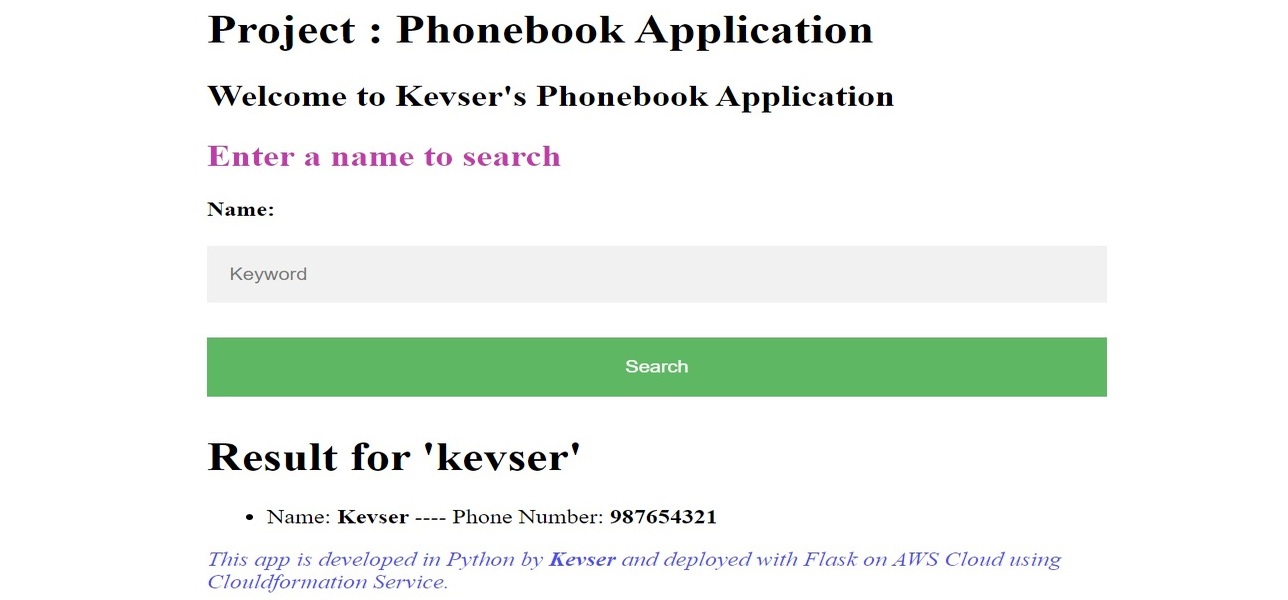 Project : Phonebook Application
Welcome to Kevser's Phonebook Application
Enter a name to search
Name:
Keyword
Search
Result for 'kevser'
• Name: Kevser ---- Phone Number: 987654321
This app is developed in Python by Kevser and deployed with Flask on AWS Cloud using
Clouldformation Service.